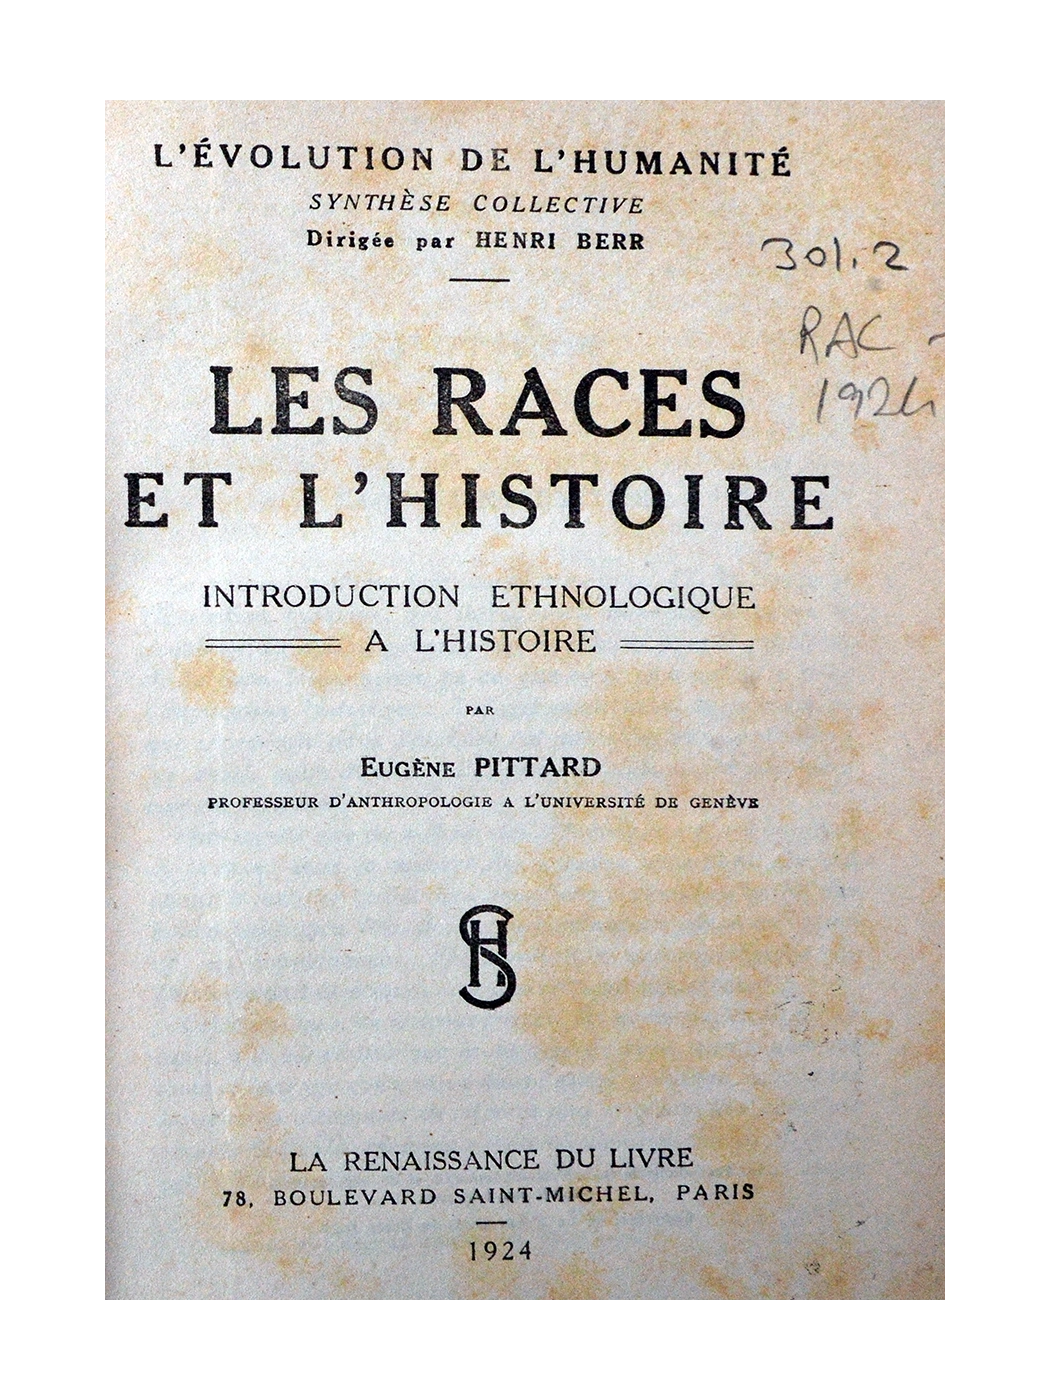 L'ÉVOLUTION DE L'HUMANITÉ
SYNTHÈSE COLLECTIVE
Dirigée par HENRI BERR
301.2
RAC -
1924
LES RACES
ET L'HISTOIRE
INTRODUCTION ETHNOLOGIQUE
A L'HISTOIRE
PAR
EUGÈNE PITTARD
PROFESSEUR D'ANTHROPOLOGIE A L'UNIVERSITÉ DE GENÈVE
SH
LA RENAISSANCE DU LIVRE
78, BOULEVARD SAINT-MICHEL, PARIS
1924